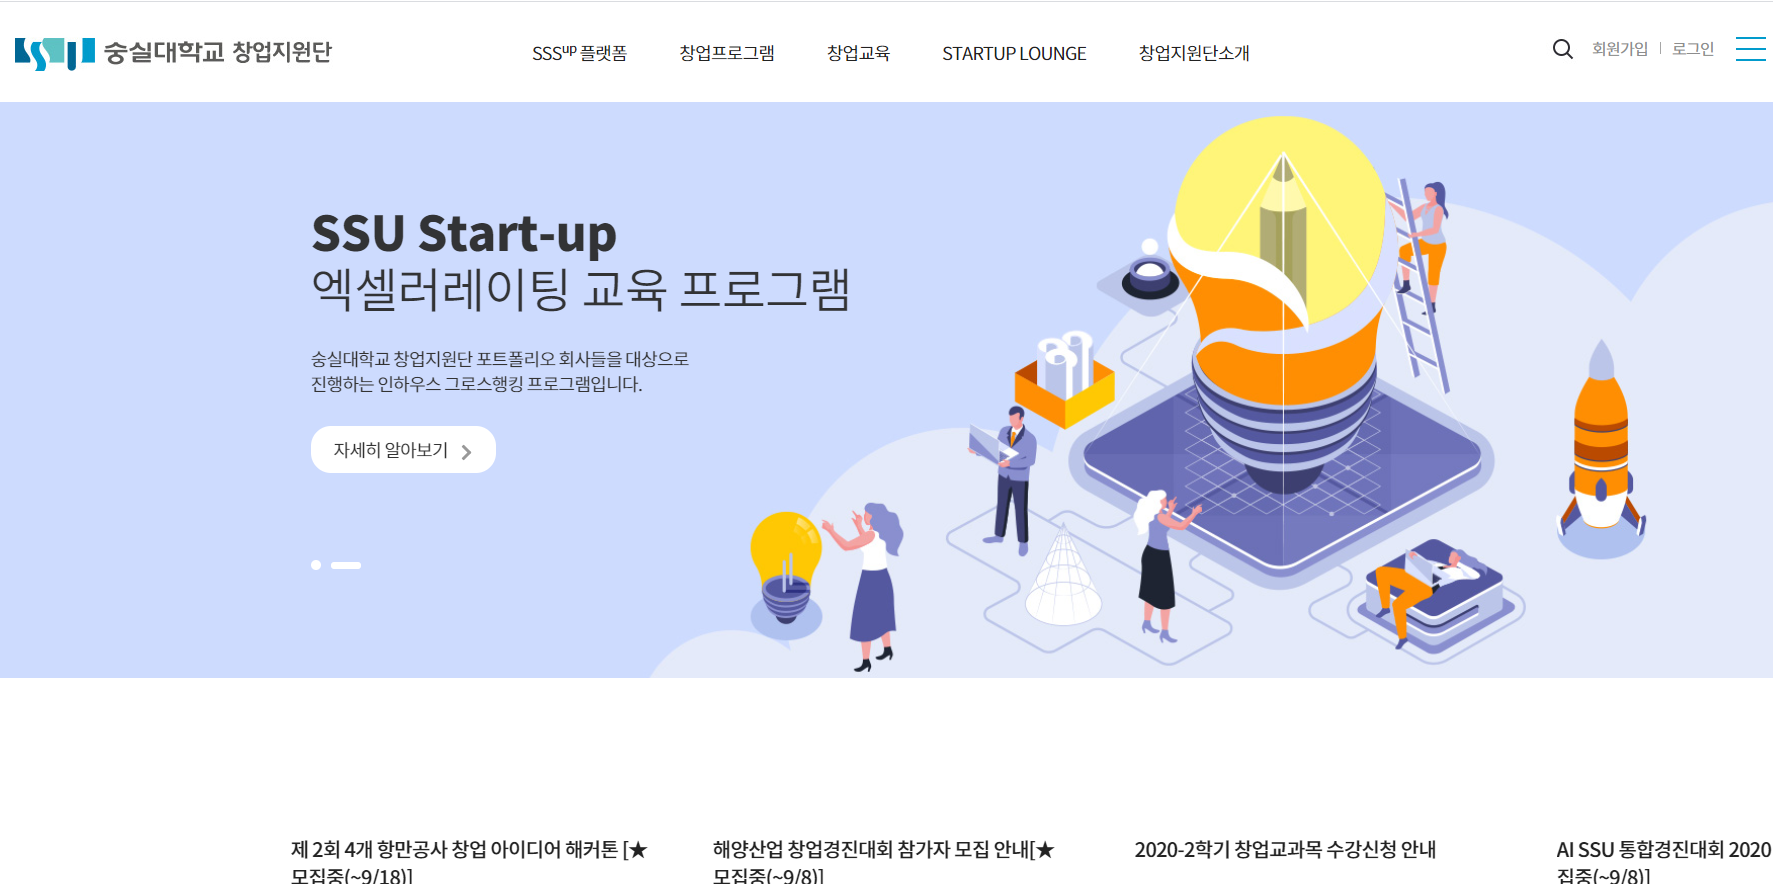 숭실대학교 창업지원단
SSSup 플랫폼
창업프로그램
창업교육
STARTUP LOUNGE
창업지원단소개
회원가입
로그인
SSU Start-up
엑셀러레이팅 교육 프로그램
숭실대학교 창업지원단 포트폴리오 회사들을 대상으로
진행하는 인하우스 그로스행킹 프로그램입니다.
자세히 알아보기
제 2회 4개 항만공사 창업 아이디어 해커톤 [★
모집중(~9/18)]
해양산업 창업경진대회 참가자 모집 안내[★
모집중(~9/8)]
2020-2학기 창업교과목 수강신청 안내
AI SSU 통합경진대회 2020
집중(~9/8)]